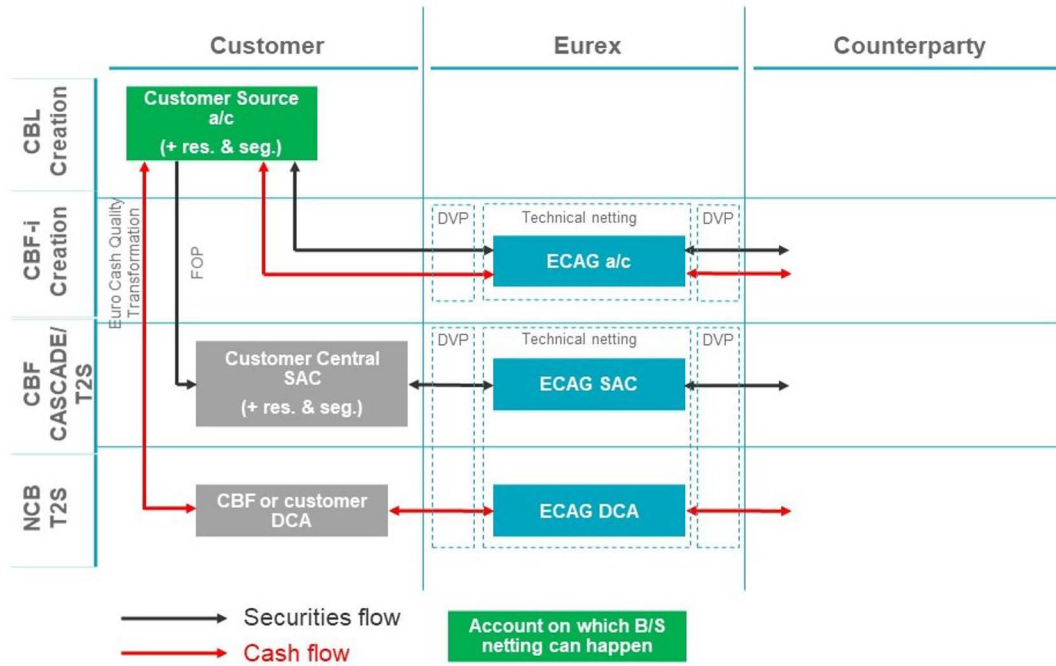 Customer
Eurex
Counterparty
CBL
Creation
Customer Source
a/c
(+ res. & seg.)
CBF-i
Creation
Euro Cash Quality
Transformation
FOP
DVP
Technical netting
DVP
ECAG a/c
CBF
CASCADE/
T2S
Customer Central
SAC
(+ res. & seg.)
DVP
Technical netting
DVP
ECAG SAC
NCB
T2S
CBF or customer
DCA
ECAG DCA
Securities flow
Cash flow
Account on which B/S
netting can happen